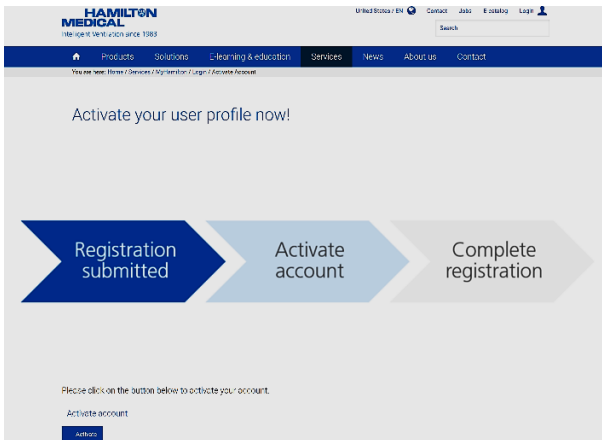 HAMILTON
MEDICAL
Intelligent Ventilation since 1983
United States / EN Contact Jobs E-catalog Login
Search
Products Solutions E-learning & education Services News About us Contact
You are here: Home / Services / MyHamilton / Login / Activate Account
Activate your user profile now!
Registration submitted
Activate account
Complete registration
Please click on the button below to activate your account.
Activate account
Activate